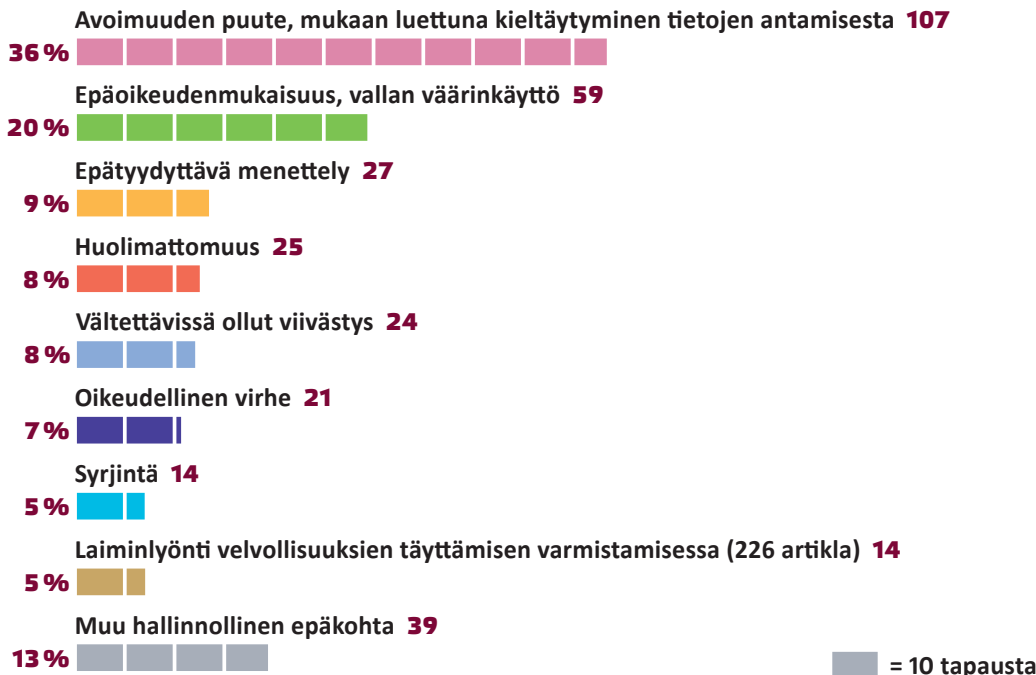 Avoimuuden puute, mukaan luettuna kieltäytyminen tietojen antamisesta 107
36 %
Epäoikeudenmukaisuus, vallan väärinkäyttö 59
20 %
Epätyydyttävä menettely 27
9 %
Huolimattomuus 25
8 %
Vältettävissä ollut viivästys 24
8 %
Oikeudellinen virhe 21
7 %
Syrjintä 14
5 %
Laiminlyönti velvollisuuksien täyttämisen varmistamisessa (226 artikla) 14
5 %
Muu hallinnollinen epäkohta 39
13 %
= 10 tapausta